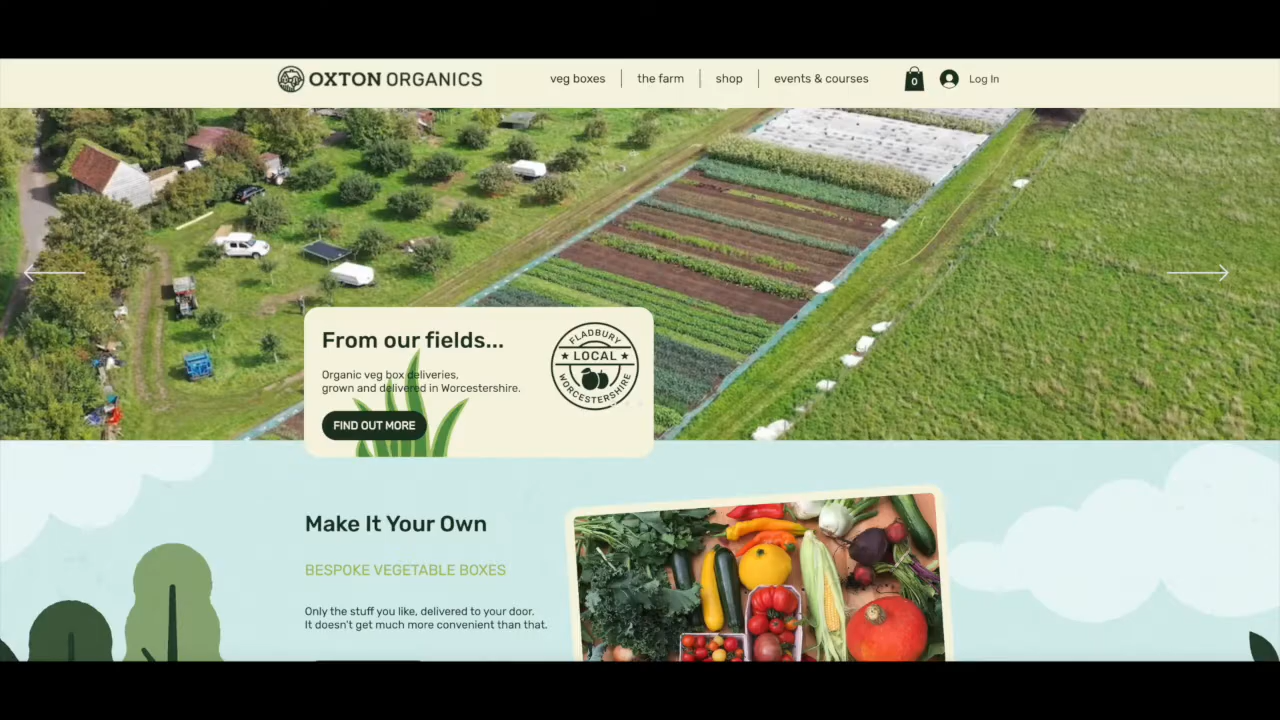 OXTON ORGANICS
veg boxes
the farm
shop
events & courses
0
Log In
From our fields...
Organic veg box deliveries,
grown and delivered in Worcestershire.
FIND OUT MORE
FLADBURY
★ LOCAL ★
WORCESTERSHIRE
Make It Your Own
BESPOKE VEGETABLE BOXES
Only the stuff you like, delivered to your door.
It doesn't get much more convenient than that.